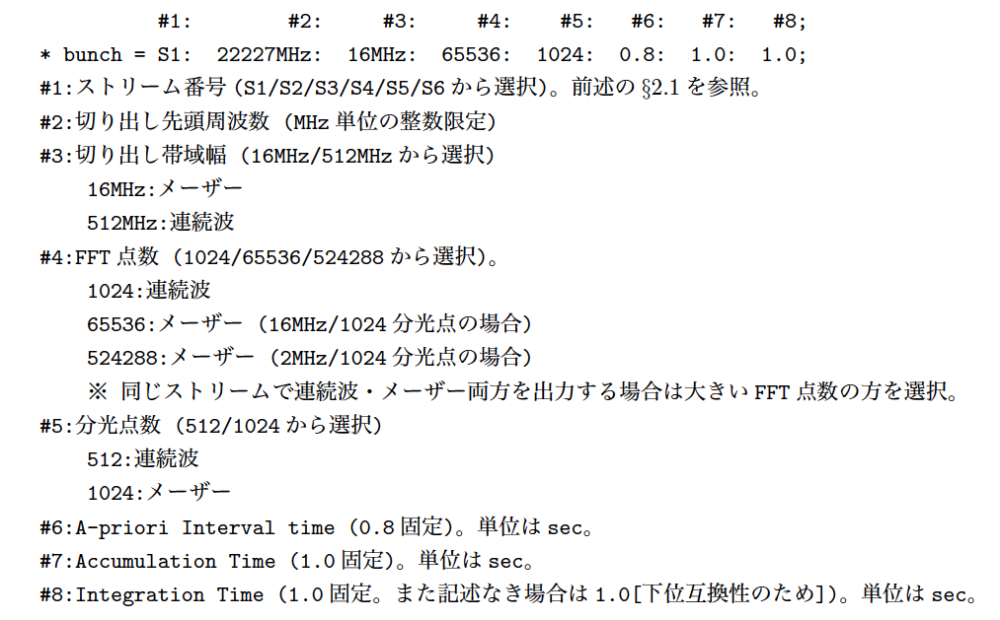 #1: #2: #3: #4: #5: #6: #7: #8;
* bunch = S1: 22227MHz: 16MHz: 65536: 1024: 0.8: 1.0: 1.0;
#1:ストリーム番号 (S1/S2/S3/S4/S5/S6 から選択)。前述の §2.1 を参照。
#2:切り出し先頭周波数 (MHz 単位の整数限定)
#3:切り出し帯域幅 (16MHz/512MHz から選択)
16MHz:メーザー
512MHz:連続波
#4:FFT 点数 (1024/65536/524288 から選択)。
1024:連続波
65536:メーザー (16MHz/1024 分光点の場合)
524288:メーザー (2MHz/1024 分光点の場合)
※ 同じストリームで連続波・メーザー両方を出力する場合は大きい FFT 点数の方を選択。
#5:分光点数 (512/1024 から選択)
512:連続波
1024:メーザー
#6:A-priori Interval time (0.8 固定)。単位は sec。
#7:Accumulation Time (1.0 固定)。単位は sec。
#8:Integration Time (1.0 固定。また記述なき場合は 1.0[下位互換性のため])。単位は sec。